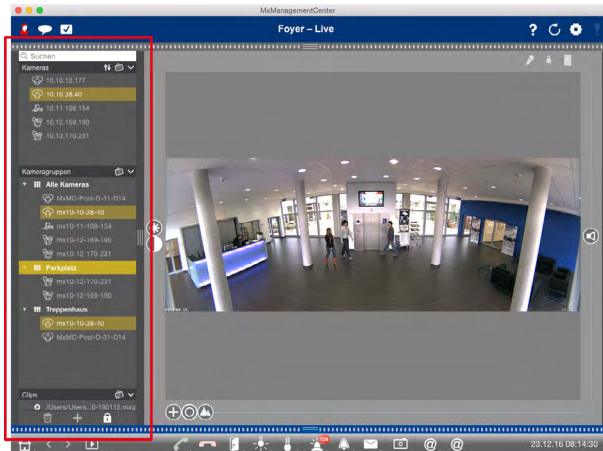 MxManagementCenter
Foyer – Live
Suchen
Kameras
10.10.12.177
10.10.38.40
10.11.108.154
10.12.169.190
10.12.170.231
Kameragruppen
Alle Kameras
MxMC-Pool-D-31-D14
mx10-10-38-40
mx10-11-108-154
mx10-12-169-190
mx10-12-170-231
Parkplatz
mx10-12-170-231
mx10-12-169-190
Treppenhaus
mx10-10-38-40
MxMC-Pool-D-31-D14
Clips
/Users/Users...0-190112.mxg
124
23.12.16 08:14:30